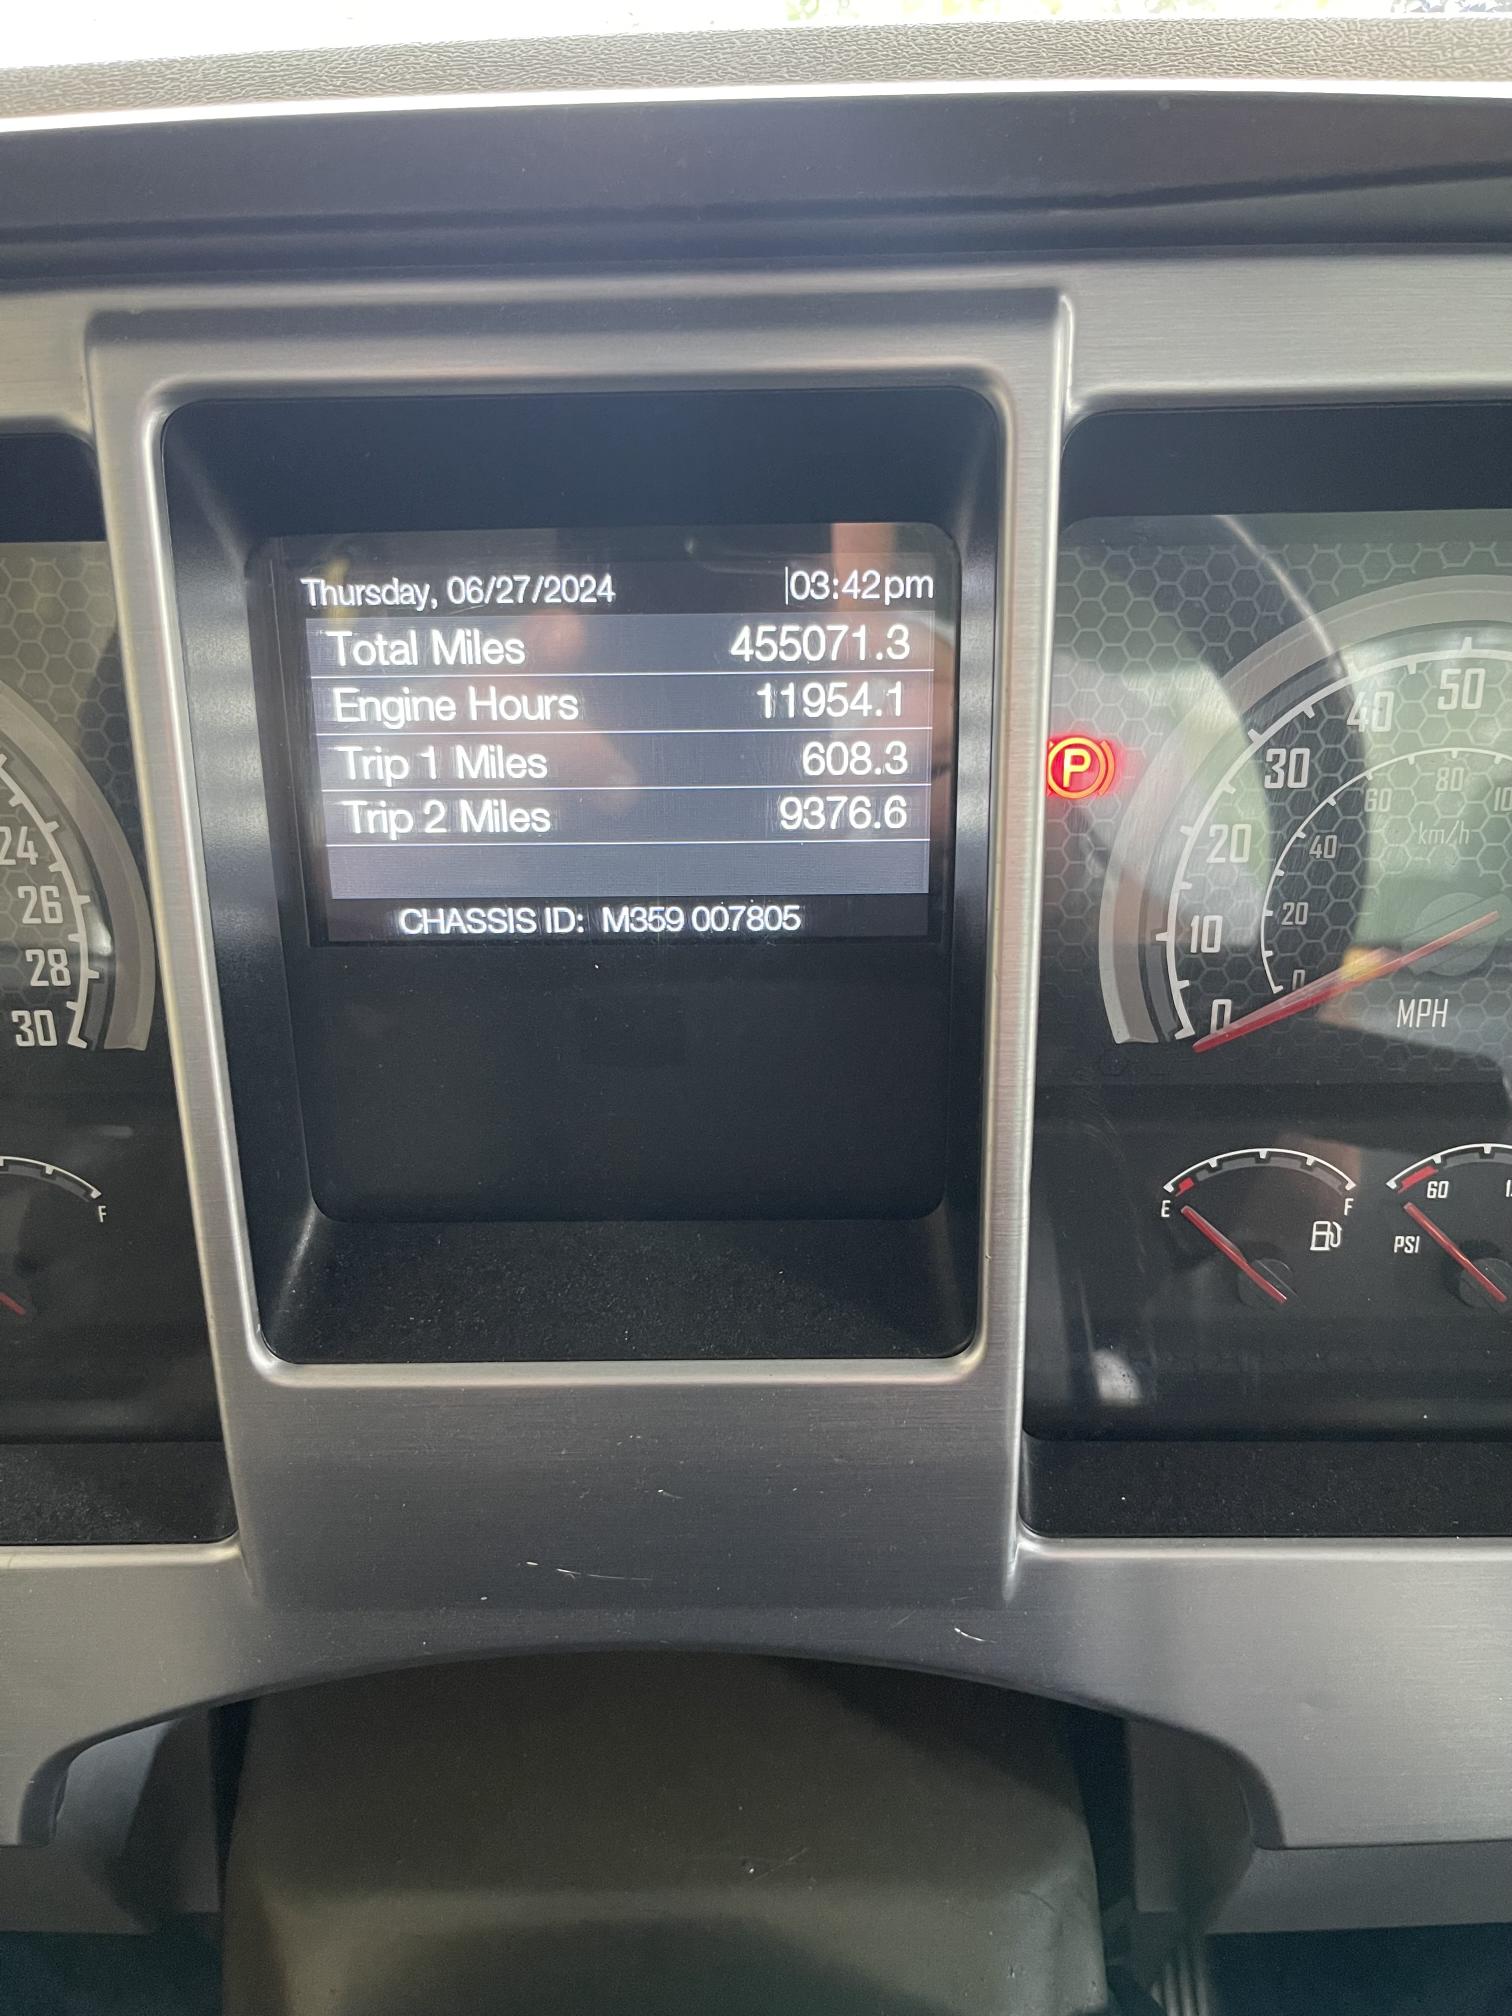 Thursday, 06/27/2024 03:42pm
Total Miles 455071.3
Engine Hours 11954.1
Trip 1 Miles 608.3
Trip 2 Miles 9376.6
CHASSIS ID: M359 007805
24
26
28
30
F
P
50
40
30
20
10
0
80
60
40
20
0
km/h
MPH
E F
60
PSI